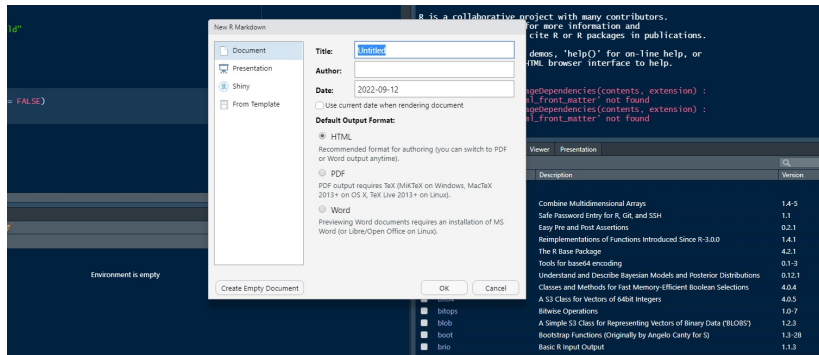 ld"
= FALSE)
Environment is empty
New R Markdown
Document
Presentation
Shiny
From Template
Title:
Untitled
Author:
Date:
2022-09-12
Use current date when rendering document
Default Output Format:
HTML
Recommended format for authoring (you can switch to PDF
or Word output anytime).
PDF
PDF output requires TeX (MiKTeX on Windows, MacTeX
2013+ on OS X, TeX Live 2013+ on Linux).
Word
Previewing Word documents requires an installation of MS
Word (or Libre/Open Office on Linux).
Create Empty Document
OK
Cancel
R is a collaborative project with many contributors.
for more information and
cite R or R packages in publications.
demos, 'help()' for on-line help, or
HTML browser interface to help.
ageDependencies(contents, extension) :
ml_front_matter' not found
ageDependencies(contents, extension) :
ml_front_matter' not found
Viewer Presentation
Description Version
Combine Multidimensional Arrays 1.4-5
Safe Password Entry for R, Git, and SSH 1.1
Easy Pre and Post Assertions 0.2.1
Reimplementations of Functions Introduced Since R-3.0.0 1.4.1
The R Base Package 4.2.1
Tools for base64 encoding 0.1-3
Understand and Describe Bayesian Models and Posterior Distributions 0.12.1
Classes and Methods for Fast Memory-Efficient Boolean Selections 4.0.4
A S3 Class for Vectors of 64bit Integers 4.0.5
bitops Bitwise Operations 1.0-7
blob A Simple S3 Class for Representing Vectors of Binary Data ('BLOBS') 1.2.3
boot Bootstrap Functions (Originally by Angelo Canty for S) 1.3-28
brio Basic R Input Output 1.1.3